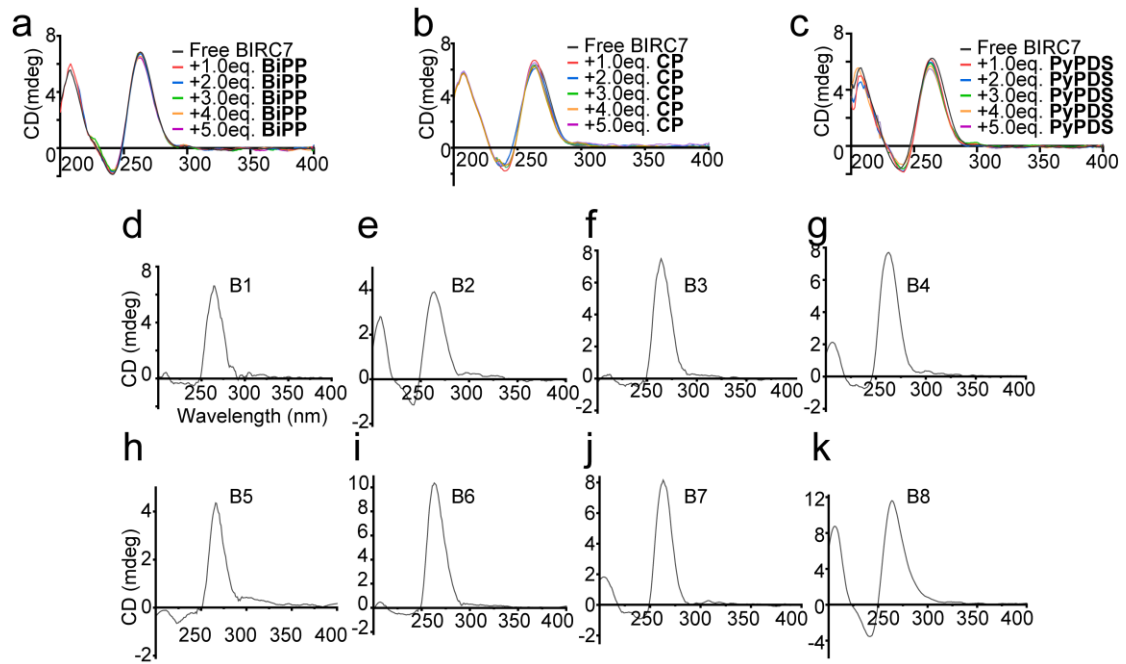 a
CD(mdeg)
8
4
0
200 250 300 350 400
Free BIRC7
+1.0eq. BiPP
+2.0eq. BiPP
+3.0eq. BiPP
+4.0eq. BiPP
+5.0eq. BiPP
b
CD (mdeg)
8
6
4
2
0
200 250 300 350 400
Free BIRC7
+1.0eq. CP
+2.0eq. CP
+3.0eq. CP
+4.0eq. CP
+5.0eq. CP
c
CD(mdeg)
8
6
4
2
0
200 250 300 350 400
Free BIRC7
+1.0eq. PyPDS
+2.0eq. PyPDS
+3.0eq. PyPDS
+4.0eq. PyPDS
+5.0eq. PyPDS
d
B1
CD (mdeg)
8
4
0
250 300 350 400
Wavelength (nm)
e
B2
4
2
0
-2
250 300 350 400
f
B3
8
6
4
2
0
-2
250 300 350 400
g
B4
8
6
4
2
0
-2
250 300 350 400
h
B5
CD (mdeg)
4
2
0
-2
250 300 350 400
i
B6
10
8
6
4
2
0
-2
250 300 350 400
j
B7
8
6
4
2
0
-2
250 300 350 400
k
B8
12
8
4
0
-4
250 300 350 400